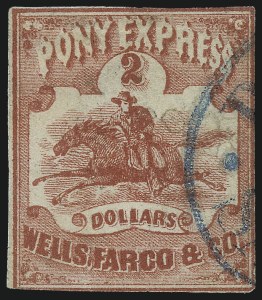 PONY EXPRESS
2
DOLLARS
WELLS, FARGO & CO.